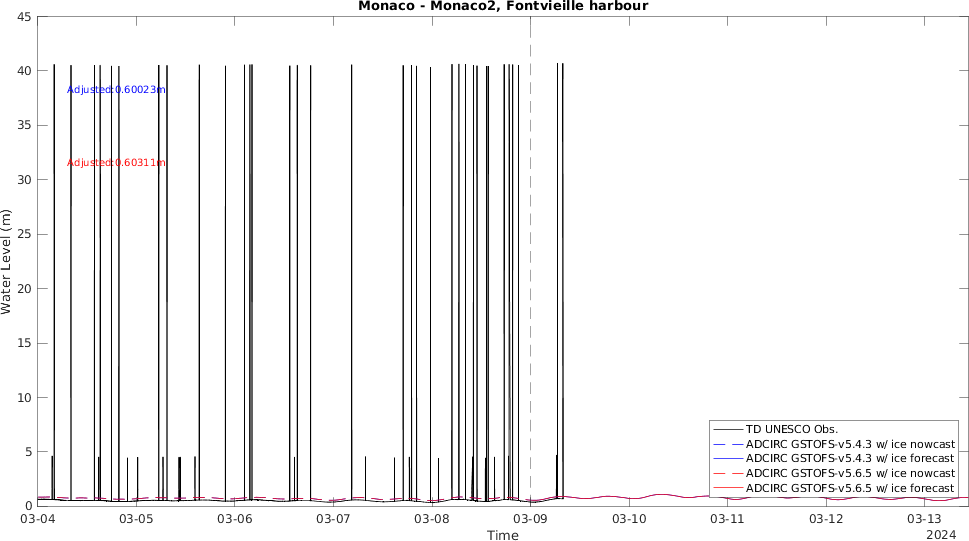 Monaco - Monaco2, Fontvieille harbour
45
40
35
30
25
20
15
10
5
0
Water Level (m)
Adjusted:0.60023m
Adjusted:0.60311m
TD UNESCO Obs.
ADCIRC GSTOFS-v5.4.3 w/ ice nowcast
ADCIRC GSTOFS-v5.4.3 w/ ice forecast
ADCIRC GSTOFS-v5.6.5 w/ ice nowcast
ADCIRC GSTOFS-v5.6.5 w/ ice forecast
03-04 03-05 03-06 03-07 03-08 03-09 03-10 03-11 03-12 03-13
Time
2024